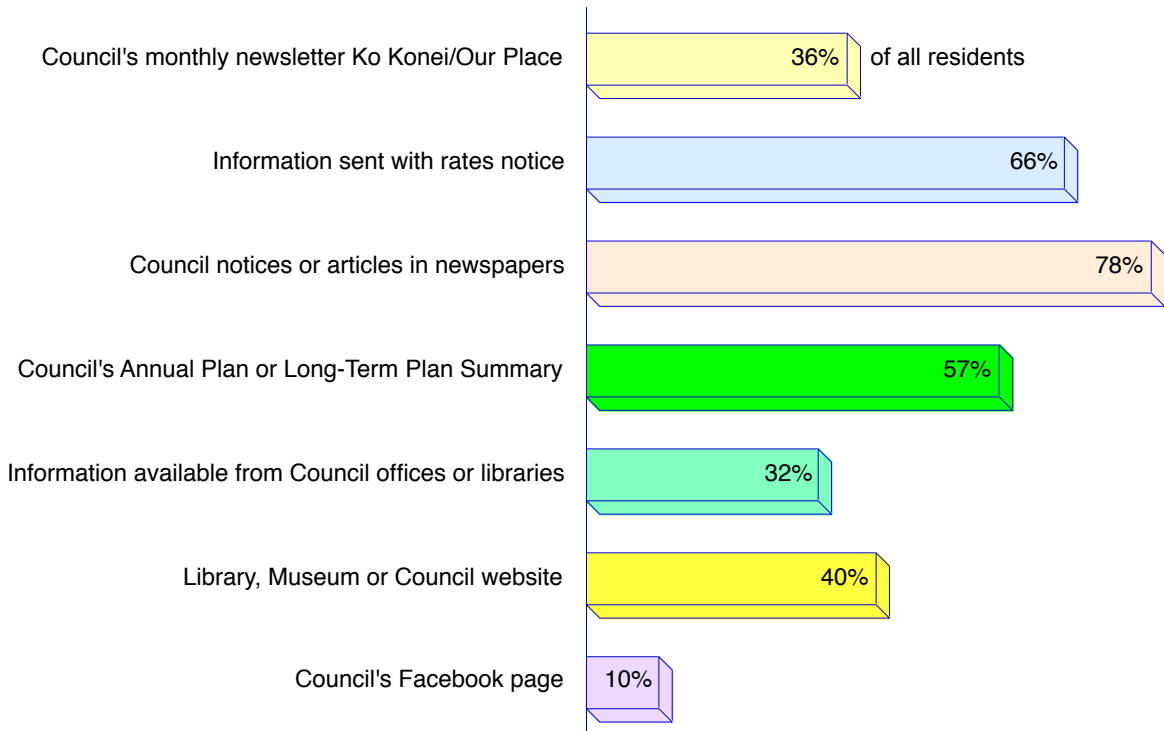 Council's monthly newsletter Ko Konei/Our Place 36% of all residents
Information sent with rates notice 66%
Council notices or articles in newspapers 78%
Council's Annual Plan or Long-Term Plan Summary 57%
Information available from Council offices or libraries 32%
Library, Museum or Council website 40%
Council's Facebook page 10%